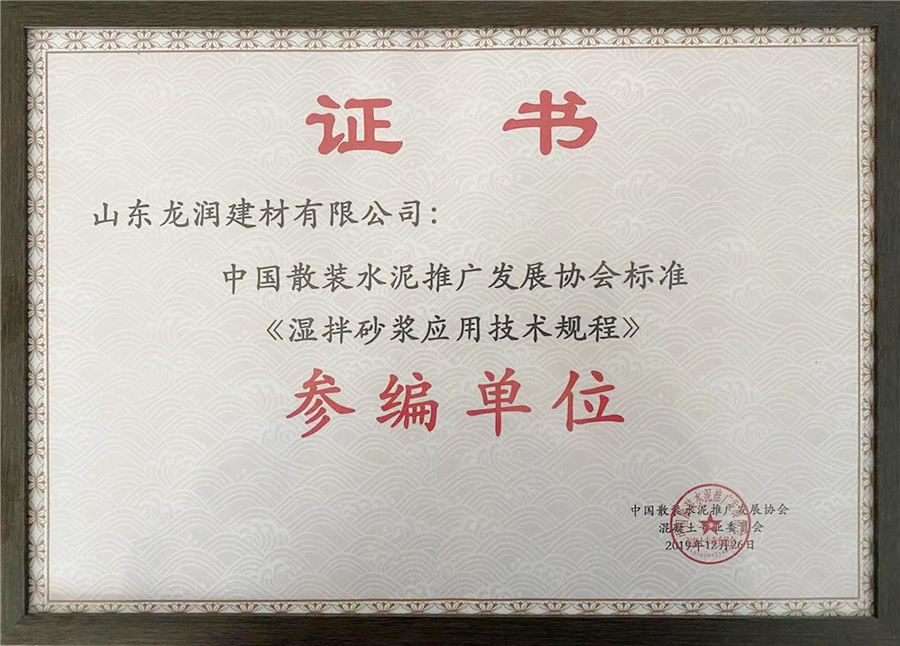 证书
山东龙润建材有限公司：
中国散装水泥推广发展协会标准
《湿拌砂浆应用技术规程》
参编单位
中国散装水泥推广发展协会
混凝土专业委员会
2019年12月26日